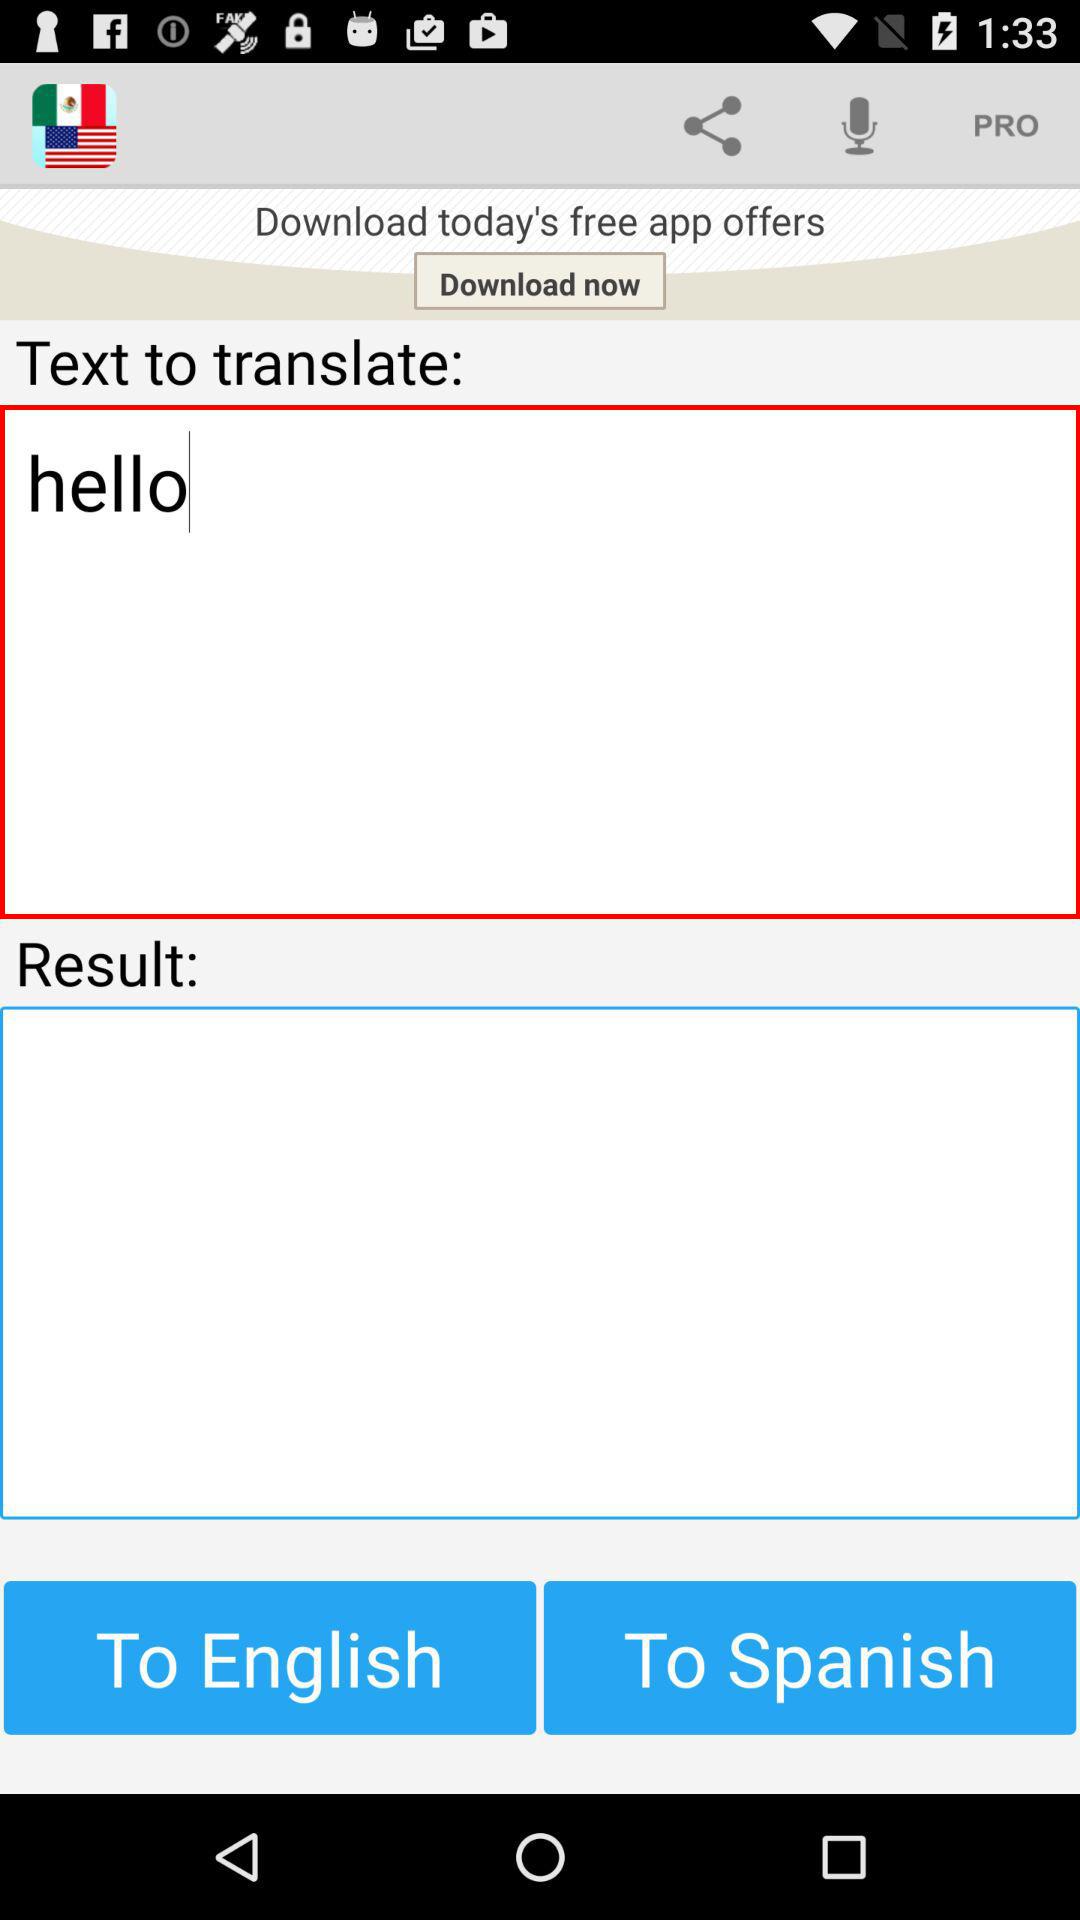 FAKE
1:33
PRO
Download today's free app offers
Download now
Text to translate:
hello
Result:
To English
To Spanish